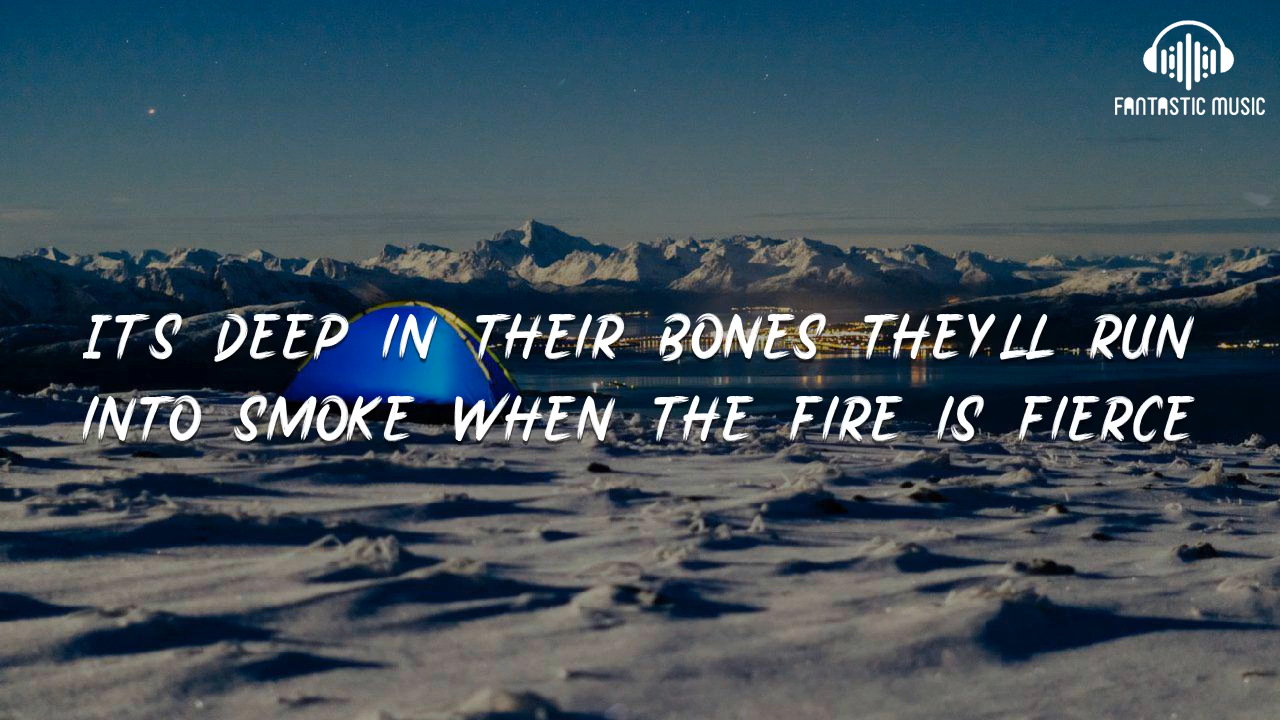 FANTASTIC MUSIC
ITS DEEP IN THEIR BONES THEYLL RUN
INTO SMOKE WHEN THE FIRE IS FIERCE